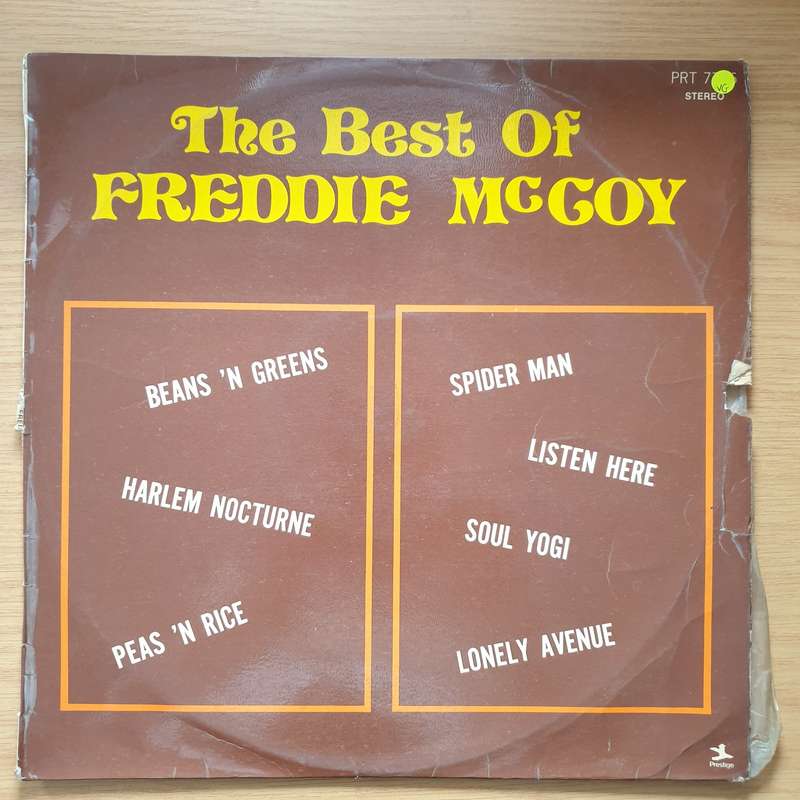 PRT
STEREO
VG
The Best Of
FREDDIE McCOY
BEANS 'N GREENS
HARLEM NOCTURNE
PEAS 'N RICE
SPIDER MAN
LISTEN HERE
SOUL YOGI
LONELY AVENUE
Prestige